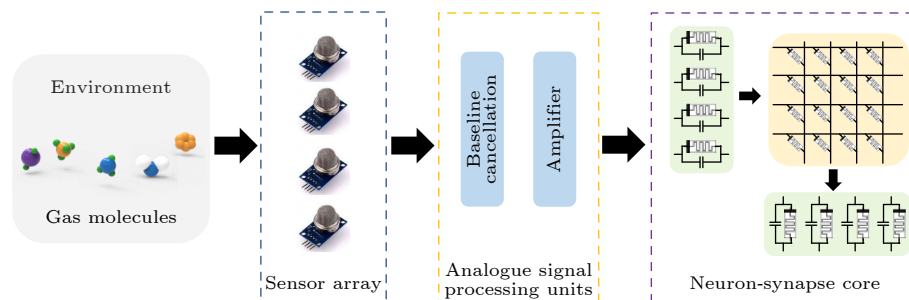 Environment
Gas molecules
Sensor array
Baseline
cancellation
Amplifier
Analogue signal
processing units
Neuron-synapse core